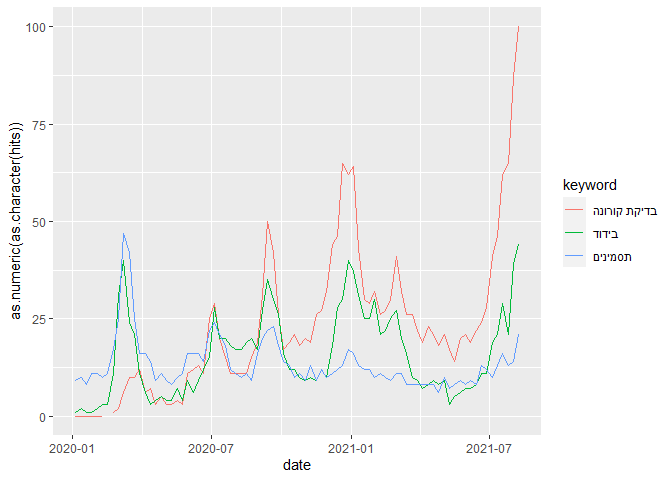 100
75
50
25
0
as.numeric(as.character(hits))
2020-01
2020-07
2021-01
2021-07
date
keyword
בדיקת קורונה
בידוד
תסמינים